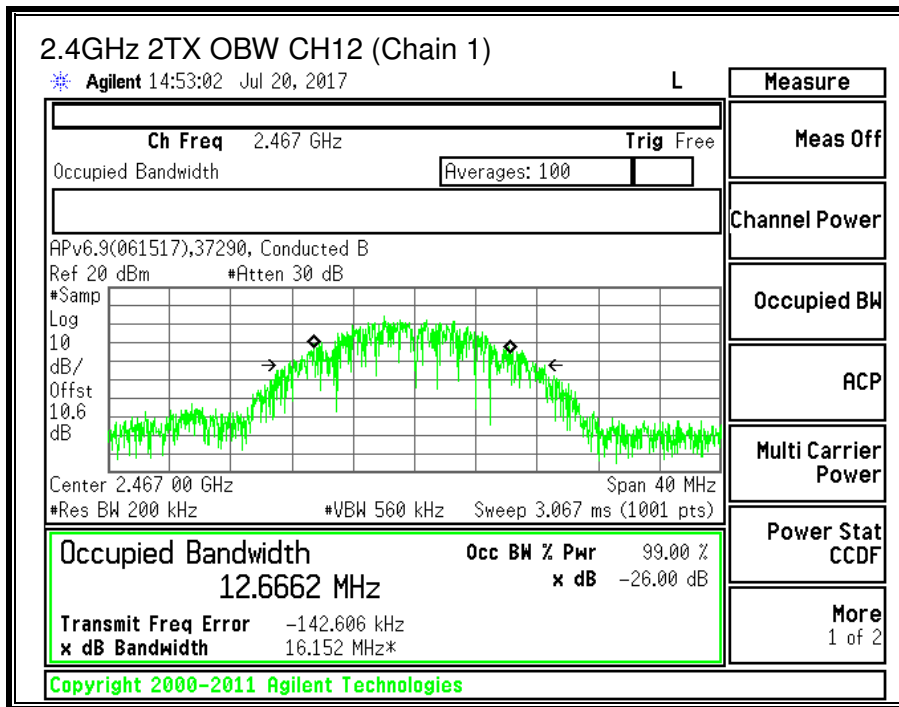 2.4GHz 2TX OBW CH12 (Chain 1)
Agilent 14:53:02 Jul 20, 2017 L
Measure
Ch Freq 2.467 GHz Trig Free
Meas Off
Occupied Bandwidth Averages: 100
Channel Power
APv6.9(061517),37290, Conducted B
Ref 20 dBm #Atten 30 dB
#Samp
Log
10
dB/
Offst
10.6
dB
Occupied BW
ACP
Multi Carrier
Power
Center 2.467 00 GHz Span 40 MHz
#Res BW 200 kHz #VBW 560 kHz Sweep 3.067 ms (1001 pts)
Power Stat
CCDF
Occupied Bandwidth Occ BW % Pwr 99.00 %
12.6662 MHz x dB -26.00 dB
Transmit Freq Error -142.606 kHz
x dB Bandwidth 16.152 MHz*
More
1 of 2
Copyright 2000-2011 Agilent Technologies